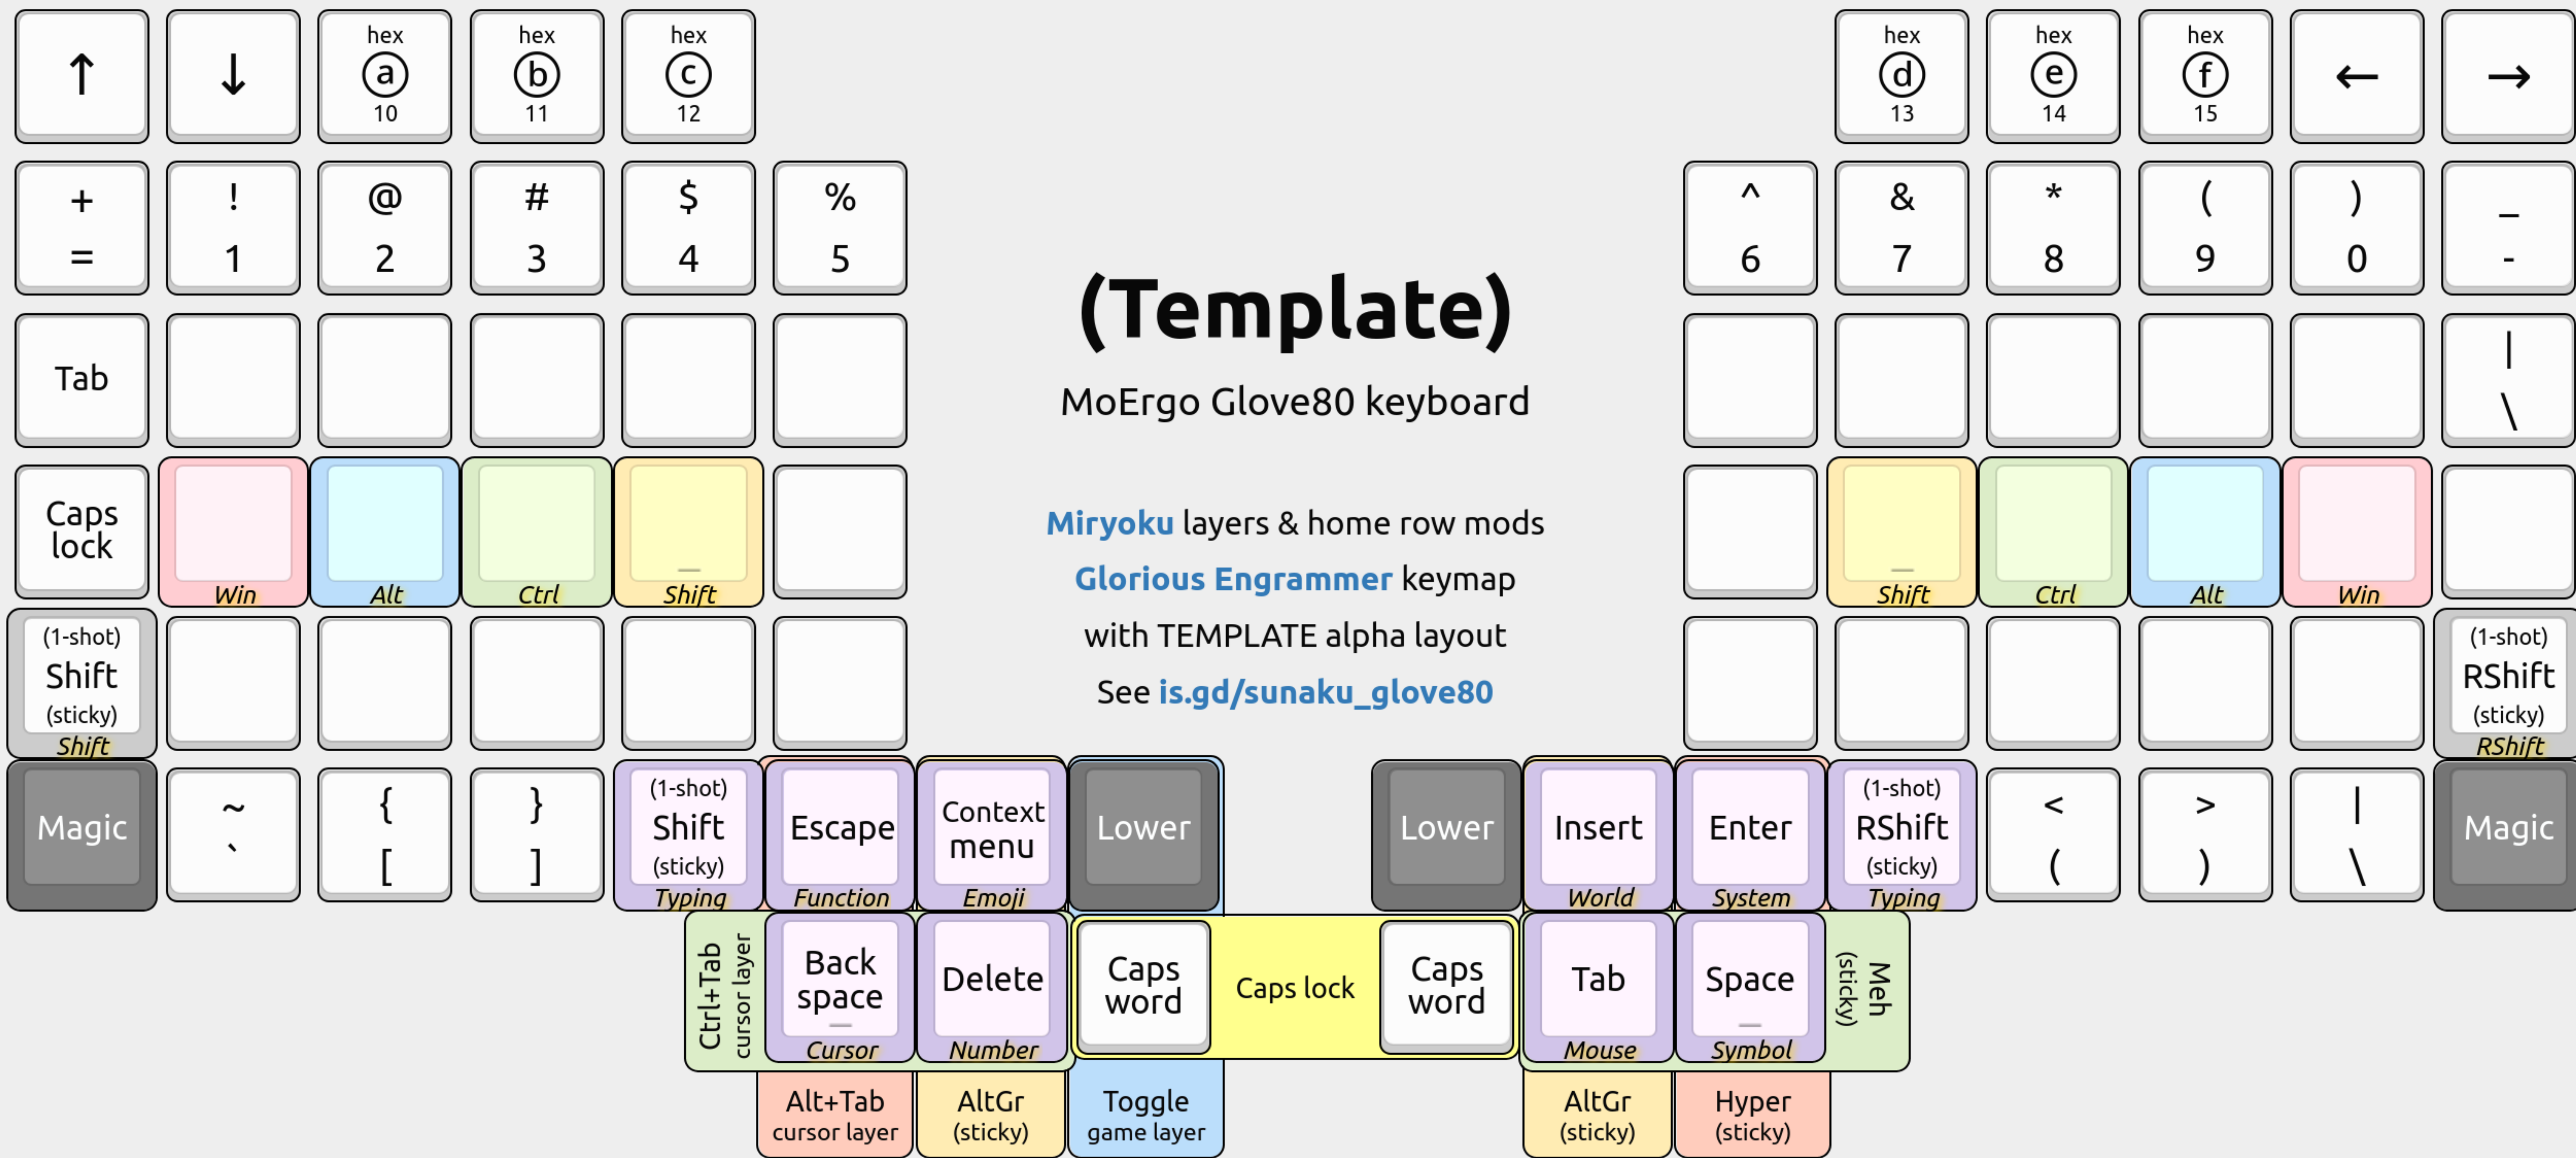 ↑ ↓ hex ⓐ 10 hex ⓑ 11 hex ⓒ 12 hex ⓓ 13 hex ⓔ 14 hex ⓕ 15 ← →
+ ! @ # $ % ^ & * ( ) _
= 1 2 3 4 5 6 7 8 9 0 -
(Template)
MoErgo Glove80 keyboard
Tab | \
Miryoku layers & home row mods
Glorious Engrammer keymap
with TEMPLATE alpha layout
See is.gd/sunaku_glove80
Caps
lock
Win Alt Ctrl _ Shift _ Shift Ctrl Alt Win
(1-shot)
Shift
(sticky)
Shift
(1-shot)
RShift
(sticky)
RShift
Magic
~
`
{
[
}
]
(1-shot)
Shift
(sticky)
Typing
Escape
Function
Context
menu
Emoji
Lower
Lower
Insert
World
Enter
System
(1-shot)
RShift
(sticky)
Typing
<
(
>
)
|
\
Magic
Ctrl+Tab
cursor layer
Back
space
_
Cursor
Delete
Number
Caps
word
Caps lock
Caps
word
Tab
Mouse
Space
_
Symbol
Meh
(sticky)
Alt+Tab
cursor layer
AltGr
(sticky)
Toggle
game layer
AltGr
(sticky)
Hyper
(sticky)